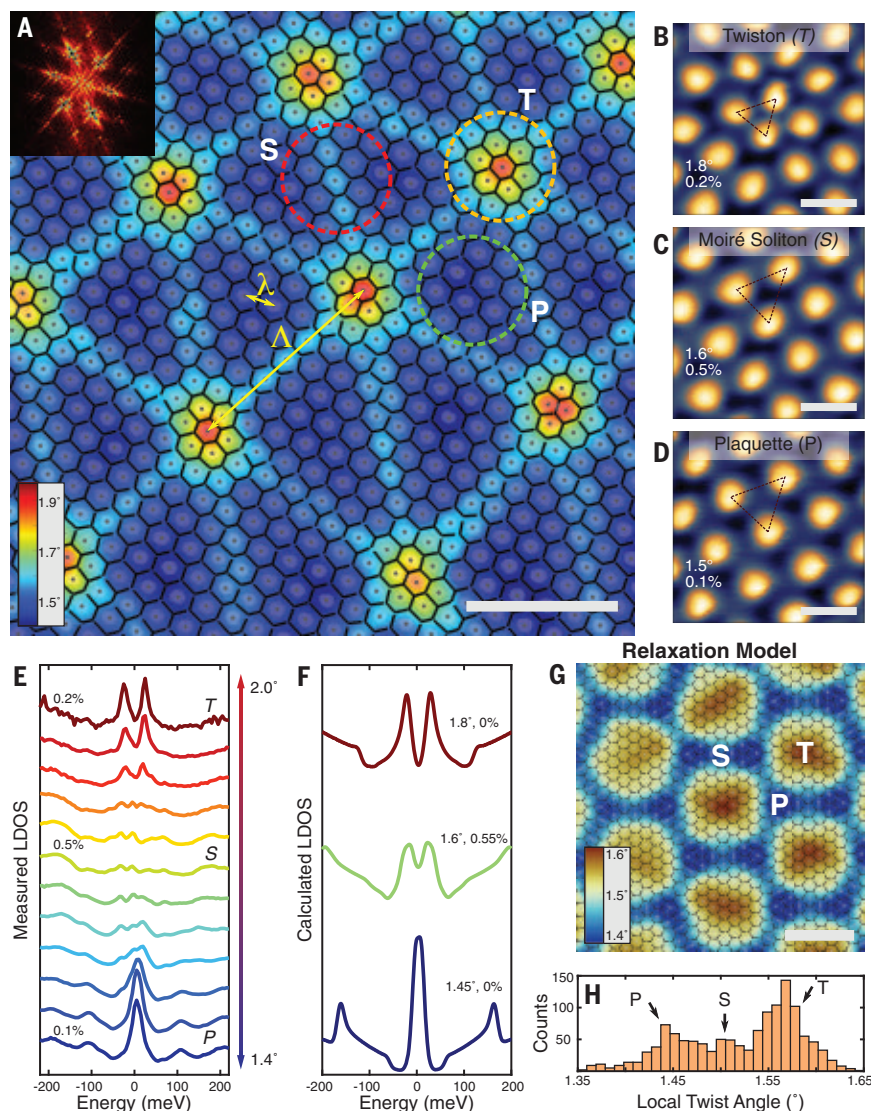 A
S
T
λ
Λ
P
1.9°
1.7°
1.5°
B
Twiston (T)
1.8°
0.2%
C
Moiré Soliton (S)
1.6°
0.5%
D
Plaquette (P)
1.5°
0.1%
E
Measured LDOS
0.2%
T
0.5%
S
0.1%
P
2.0°
1.4°
-200 -100 0 100 200
Energy (meV)
F
Calculated LDOS
1.8°, 0%
1.6°, 0.55%
1.45°, 0%
-200 -100 0 100 200
Energy (meV)
Relaxation Model
G
S
T
P
1.6°
1.5°
1.4°
H
Counts
150
100
50
P
S
T
1.35 1.45 1.55 1.65
Local Twist Angle (°)